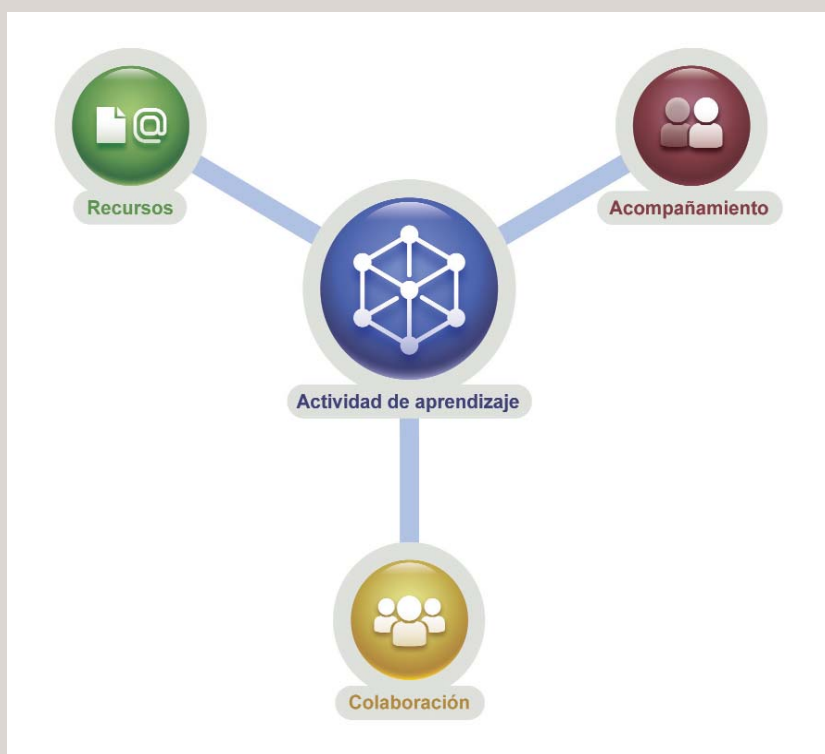 @
Recursos
Acompañamiento
Actividad de aprendizaje
Colaboración